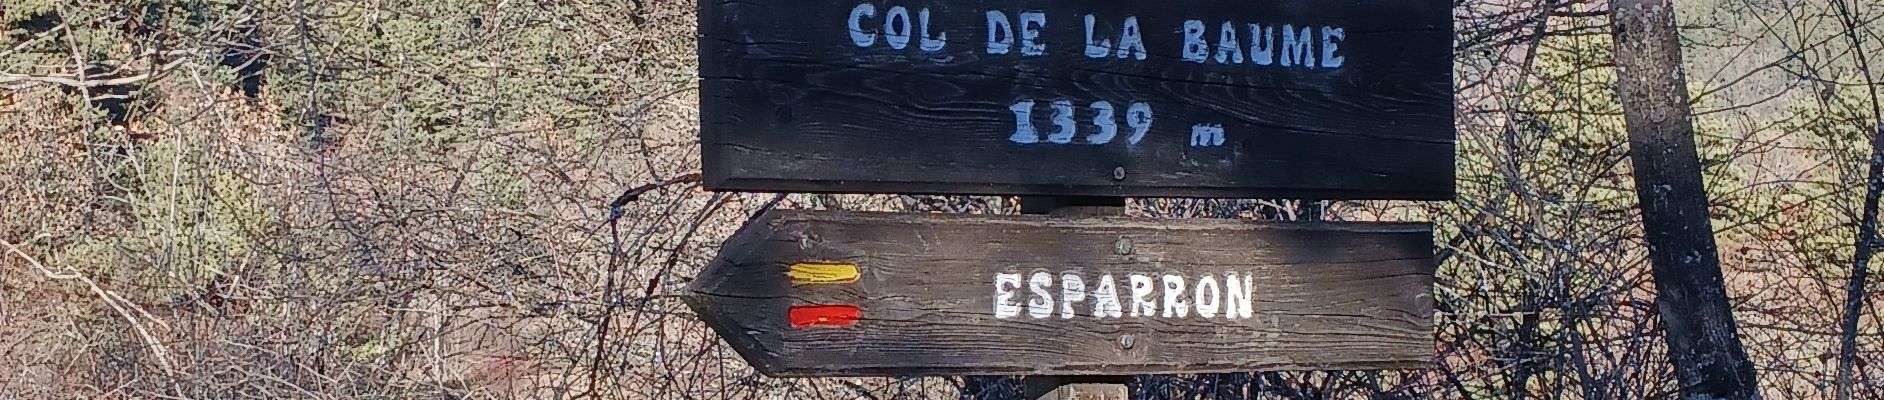 COL DE LA BAUME
1339 m
ESPARRON